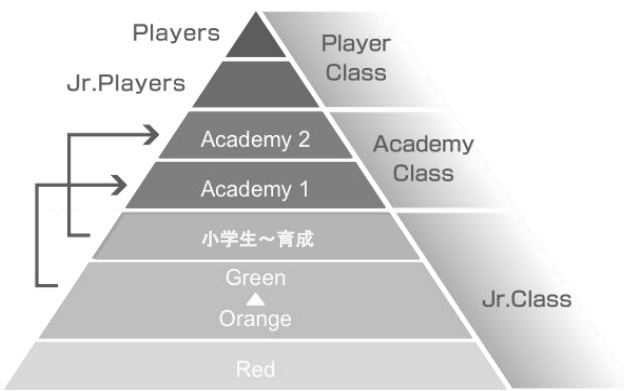 Players
Player
Class
Jr.Players
Academy 2
Academy
Class
Academy 1
小学生～育成
Green
Orange
Jr.Class
Red